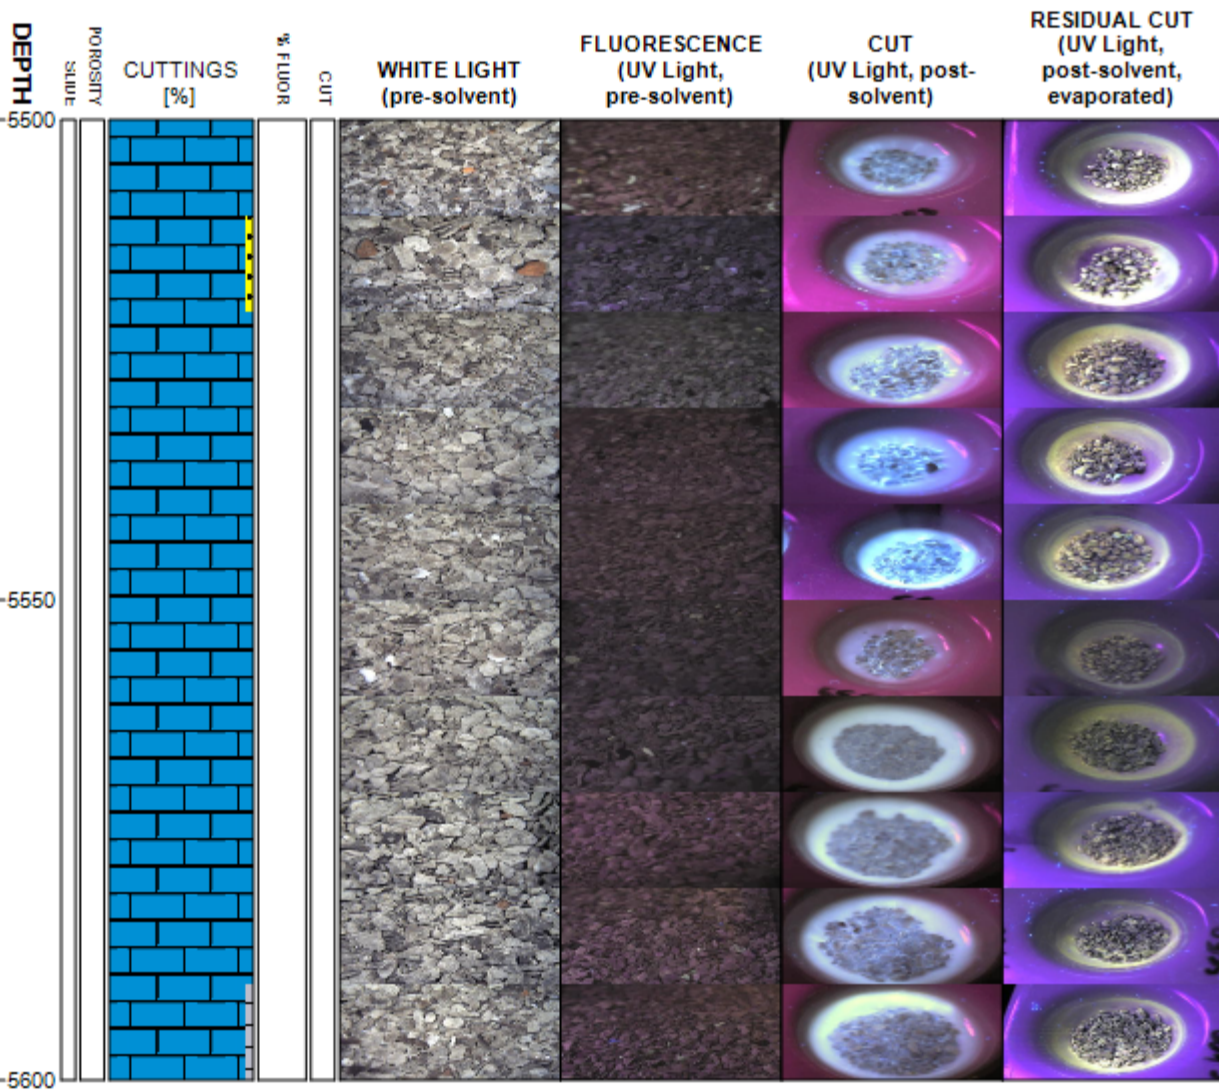 DEPTH
SLIDE
POROSITY
CUTTINGS
[%]
% FLUOR
CUT
WHITE LIGHT
(pre-solvent)
FLUORESCENCE
(UV Light,
pre-solvent)
CUT
(UV Light, post-
solvent)
RESIDUAL CUT
(UV Light,
post-solvent,
evaporated)
5500
5550
5600